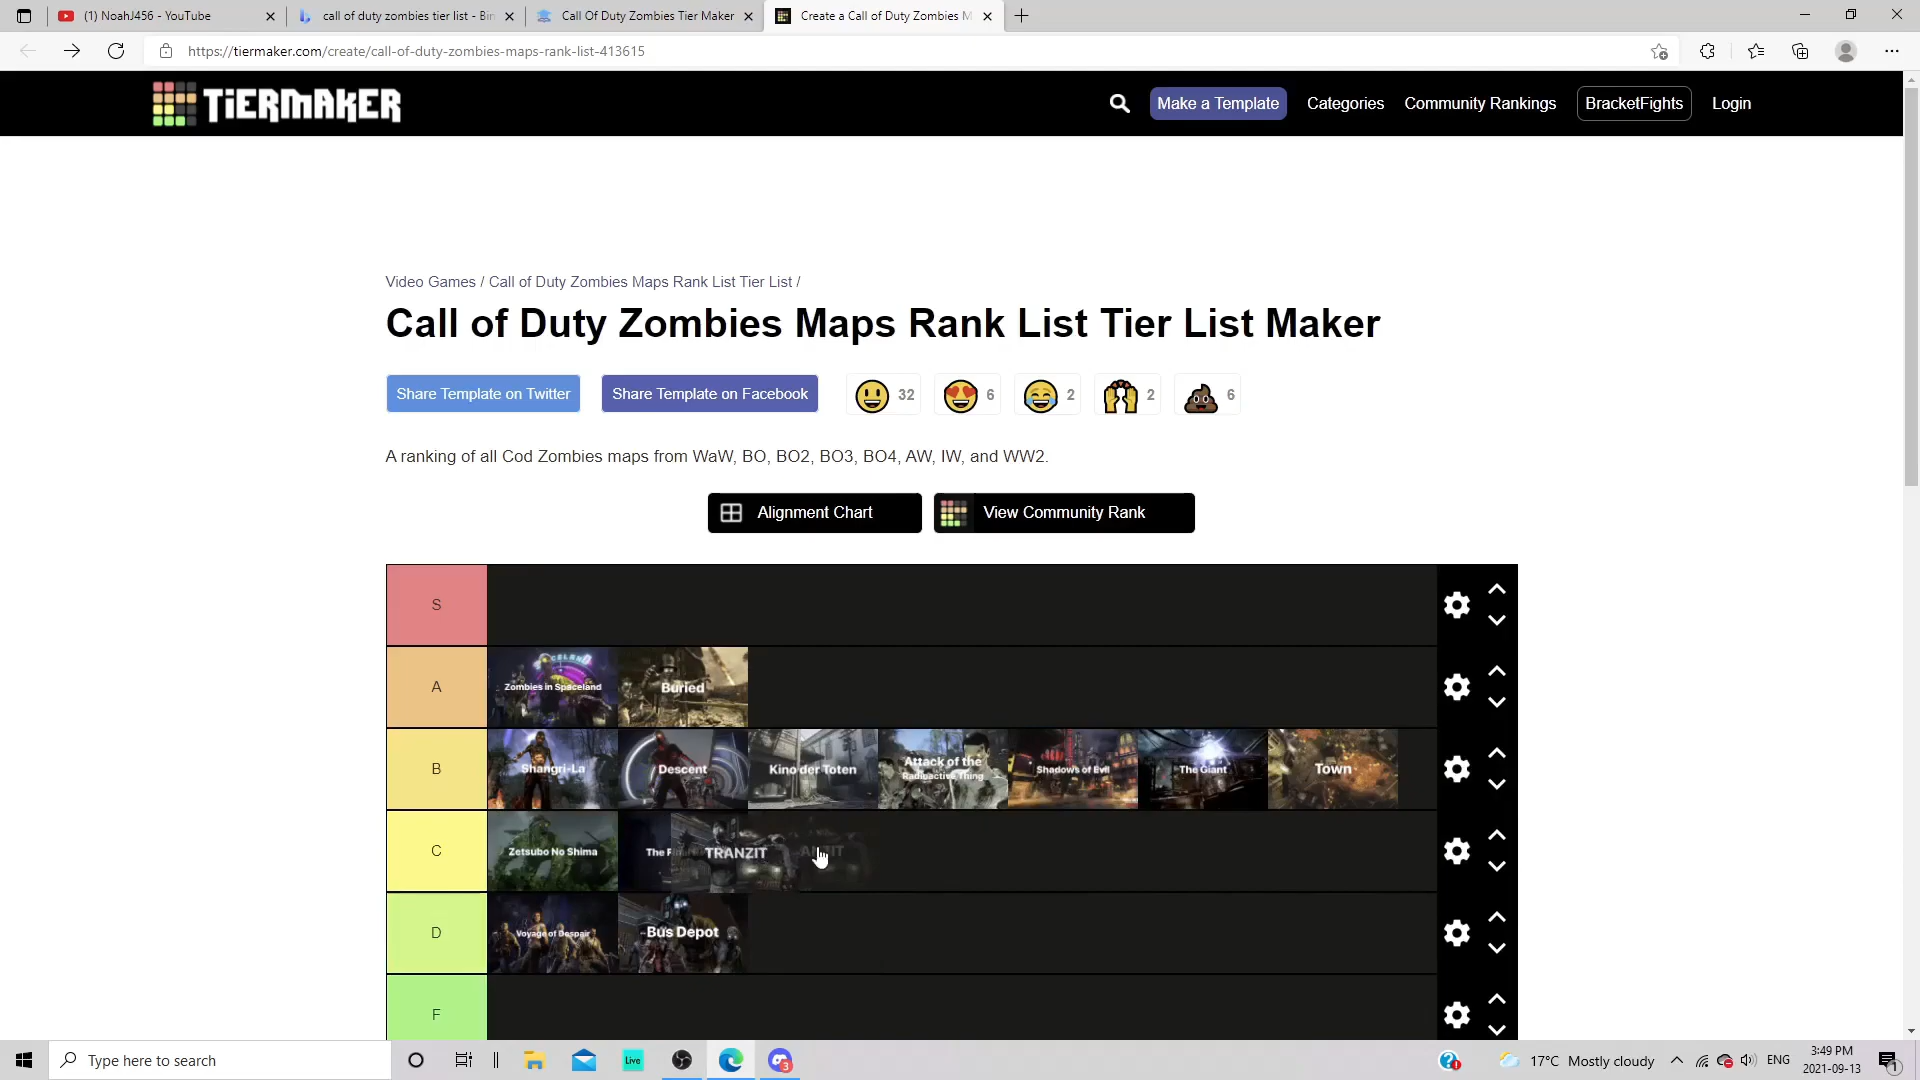 (1) NoahJ456 - YouTube
call of duty zombies tier list - Bin
Call Of Duty Zombies Tier Maker
Create a Call of Duty Zombies M
https://tiermaker.com/create/call-of-duty-zombies-maps-rank-list-413615
TiERMAKER
Make a Template
Categories
Community Rankings
BracketFights
Login
Video Games / Call of Duty Zombies Maps Rank List Tier List /
Call of Duty Zombies Maps Rank List Tier List Maker
Share Template on Twitter
Share Template on Facebook
32
6
2
2
6
A ranking of all Cod Zombies maps from WaW, BO, BO2, BO3, BO4, AW, IW, and WW2.
Alignment Chart
View Community Rank
S
A
Zombies in Spaceland
Buried
B
Shangri-La
Descent
Kino der Toten
Attack of the
Radioactive Thing
Shadows of Evil
The Giant
Town
C
Zetsubo No Shima
The
TRANZIT
D
Voyage of Despair
Bus Depot
F
Type here to search
Live
3
17°C Mostly cloudy
ENG
3:49 PM
2021-09-13
1